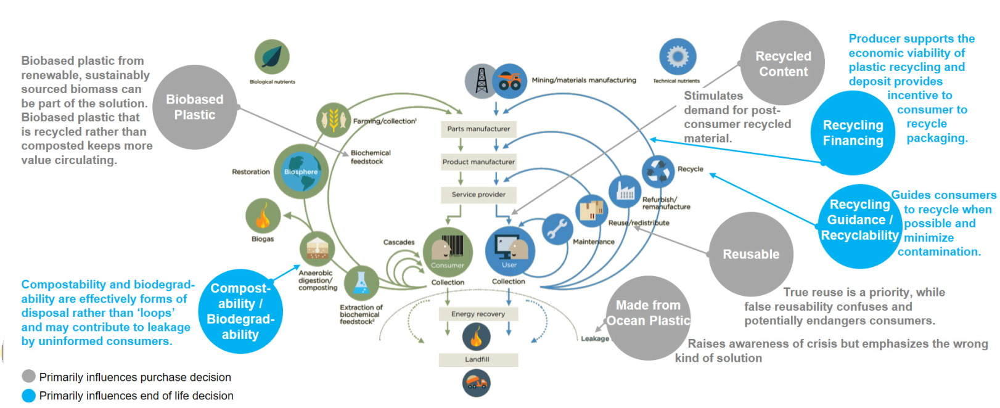 Biobased plastic from
renewable, sustainably
sourced biomass can
be part of the solution.
Biobased plastic that
is recycled rather than
composted keeps more
value circulating.
Biobased
Plastic
Biological nutrients
Farming/collection¹
Biochemical
feedstock
Restoration
Biosphere
Biogas
Anaerobic
digestion/
composting
Extraction of
biochemical
feedstock²
Cascades
Compostability and biodegrad-
ability are effectively forms of
disposal rather than ‘loops’
and may contribute to leakage
by uninformed consumers.
Compost-
ability /
Biodegrad-
ability
Mining/materials manufacturing
Parts manufacturer
Product manufacturer
Service provider
Consumer
User
Collection
Collection
Energy recovery
Landfill
Leakage
Technical nutrients
Recycle
Refurbish/
remanufacture
Reuse/redistribute
Maintenance
Recycled
Content
Stimulates
demand for post-
consumer recycled
material.
Producer supports the
economic viability of
plastic recycling and
deposit provides
incentive to
consumer to
recycle
packaging.
Recycling
Financing
Recycling
Guidance /
Recyclability
Guides consumers
to recycle when
possible and
minimize
contamination.
Reusable
True reuse is a priority, while
false reusability confuses and
potentially endangers consumers.
Made from
Ocean Plastic
Raises awareness of crisis but emphasizes the wrong
kind of solution
Primarily influences purchase decision
Primarily influences end of life decision